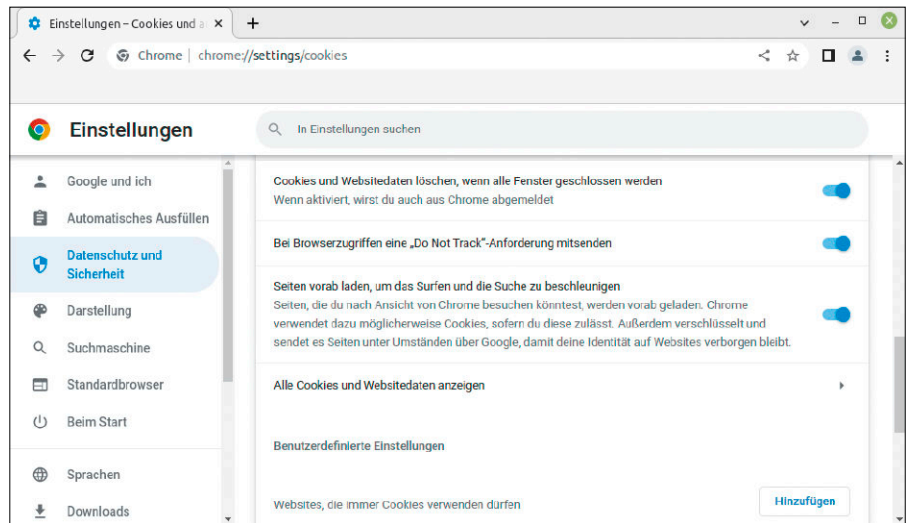 Einstellungen – Cookies und a
Chrome | chrome://settings/cookies
Einstellungen
In Einstellungen suchen
Google und ich
Automatisches Ausfüllen
Datenschutz und
Sicherheit
Darstellung
Suchmaschine
Standardbrowser
Beim Start
Sprachen
Downloads
Cookies und Websitedaten löschen, wenn alle Fenster geschlossen werden
Wenn aktiviert, wirst du auch aus Chrome abgemeldet
Bei Browserzugriffen eine „Do Not Track“-Anforderung mitsenden
Seiten vorab laden, um das Surfen und die Suche zu beschleunigen
Seiten, die du nach Ansicht von Chrome besuchen könntest, werden vorab geladen. Chrome
verwendet dazu möglicherweise Cookies, sofern du diese zulässt. Außerdem verschlüsselt und
sendet es Seiten unter Umständen über Google, damit deine Identität auf Websites verborgen bleibt.
Alle Cookies und Websitedaten anzeigen
Benutzerdefinierte Einstellungen
Websites, die immer Cookies verwenden dürfen
Hinzufügen